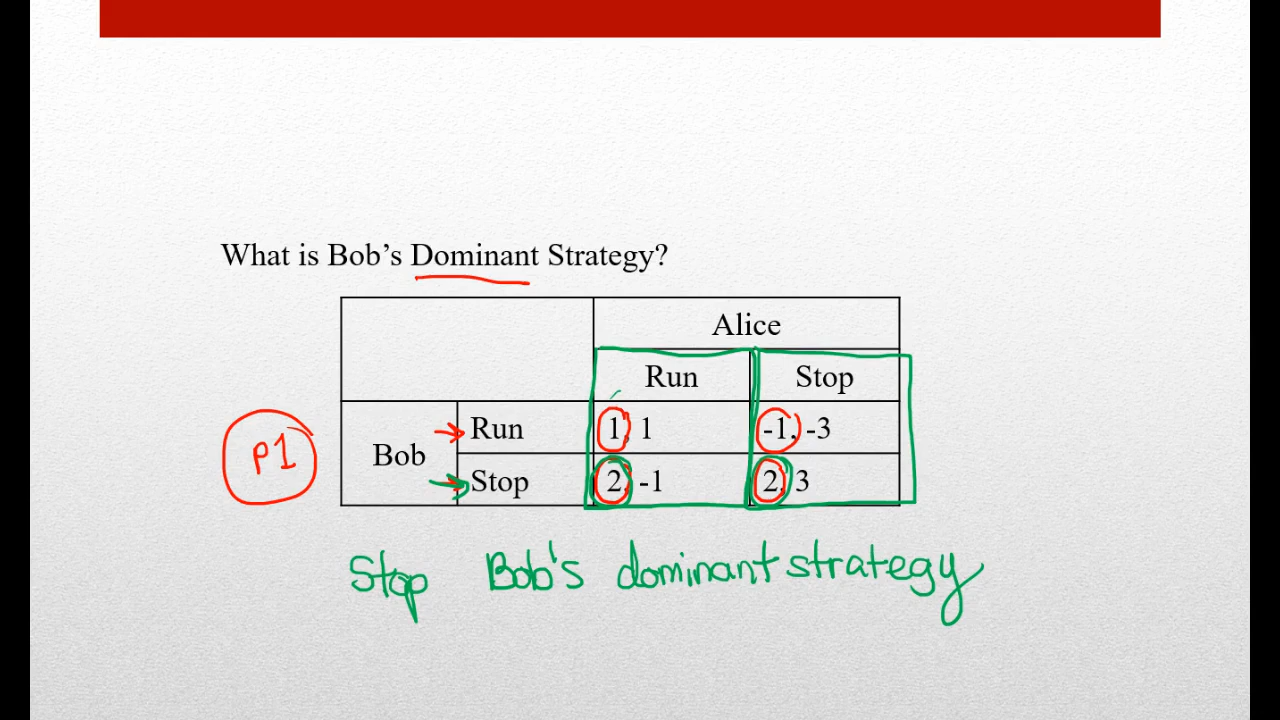 What is Bob's Dominant Strategy?
Alice
Run Stop
Run 1, 1 -1, -3
P1 Bob
Stop 2, -1 2, 3
Stop Bob's dominant strategy